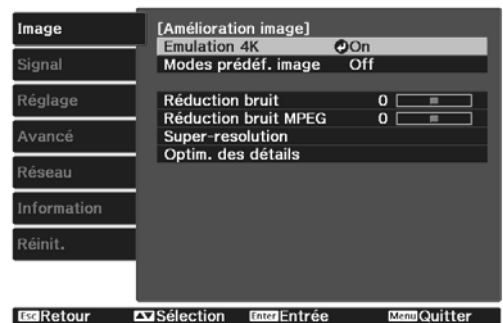 Image
Signal
Réglage
Avancé
Réseau
Information
Réinit.
[Amélioration image]
Emulation 4K On
Modes prédéf. image Off
Réduction bruit 0
Réduction bruit MPEG 0
Super-resolution
Optim. des détails
Esc Retour Sélection Enter Entrée Menu Quitter